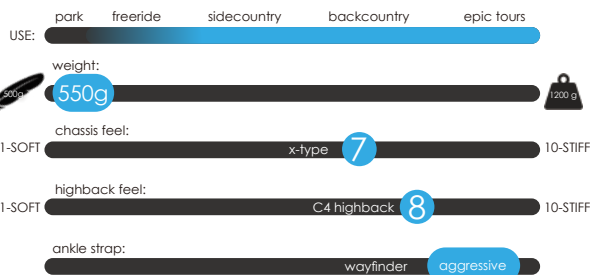 park freeride sidecountry backcountry epic tours
USE:
weight:
500g 550g 1200 g
chassis feel:
1-SOFT x-type 7 10-STIFF
highback feel:
1-SOFT C4 highback 8 10-STIFF
ankle strap:
wayfinder aggressive